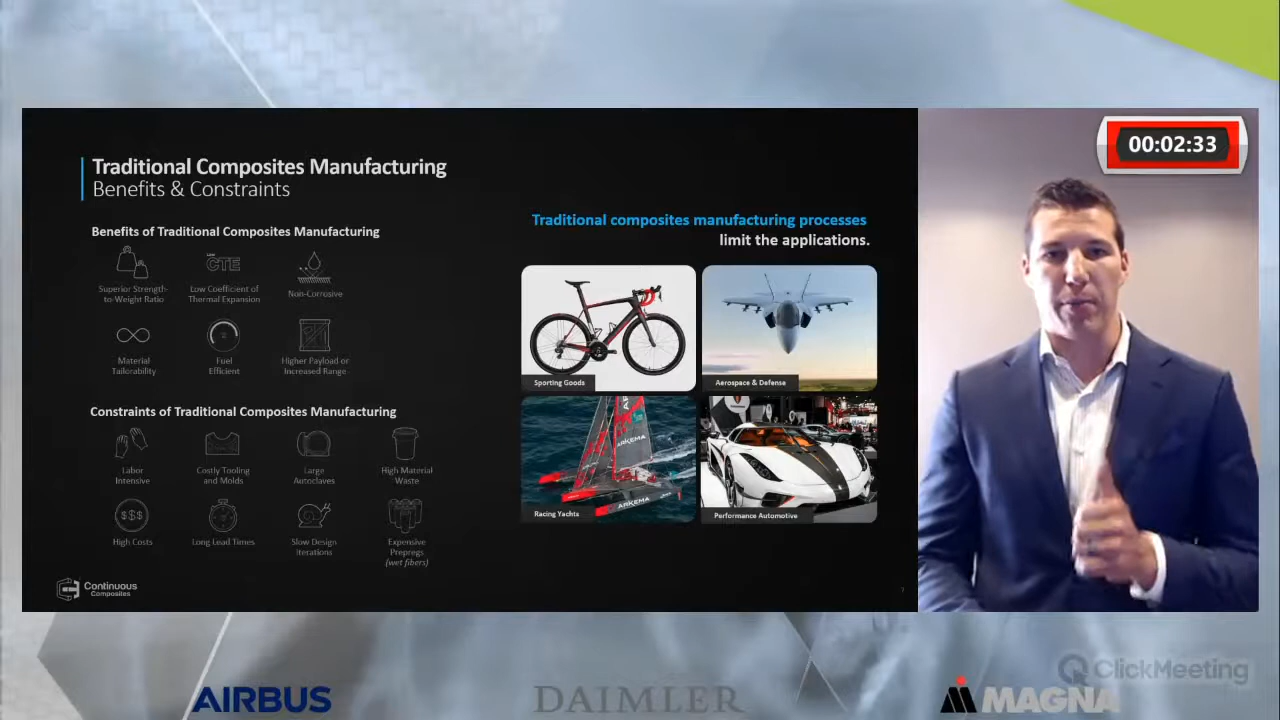 00:02:33
Traditional Composites Manufacturing
Benefits & Constraints
Benefits of Traditional Composites Manufacturing
Superior Strength-
to-Weight Ratio
Low
CTE
Low Coefficient of
Thermal Expansion
Non-Corrosive
Material
Tailorability
Fuel
Efficient
Higher Payload or
Increased Range
Constraints of Traditional Composites Manufacturing
Labor
Intensive
Costly Tooling
and Molds
Large
Autoclaves
High Material
Waste
$$$
High Costs
Long Lead Times
Slow Design
Iterations
Expensive
Prepregs
(wet fibers)
Continuous
Composites
Traditional composites manufacturing processes
limit the applications.
Sporting Goods
Aerospace & Defense
ARKEMA
ARKEMA
Racing Yachts
Performance Automotive
7
ClickMeeting
AIRBUS
DAIMLER
MAGNA